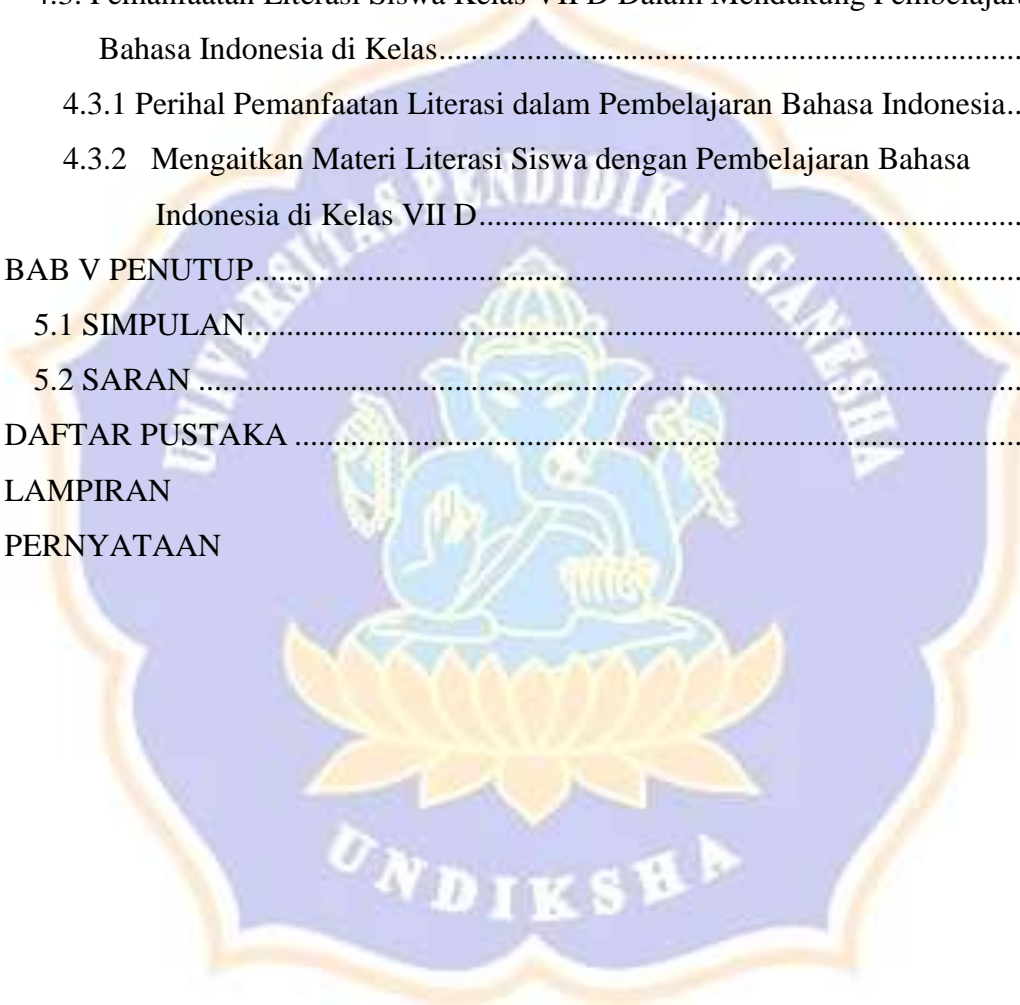 4.3. Pemanfaatan Literasi Siswa Kelas VII D Dalam Mendukung
Bahasa Indonesia di Kelas....................................................................
4.3.1 Perihal Pemanfaatan Literasi dalam Pembelajaran Bahasa Indonesia..
4.3.2 Mengaitkan Materi Literasi Siswa dengan Pembelajaran Bahasa
Indonesia di Kelas VII D....................................................................
BAB V PENUTUP....................................................................
5.1 SIMPULAN....................................................................
5.2 SARAN ....................................................................
DAFTAR PUSTAKA ....................................................................
LAMPIRAN
PERNYATAAN
UNIVERSITAS PENDIDIKAN GANESHA
UNDIKSHA